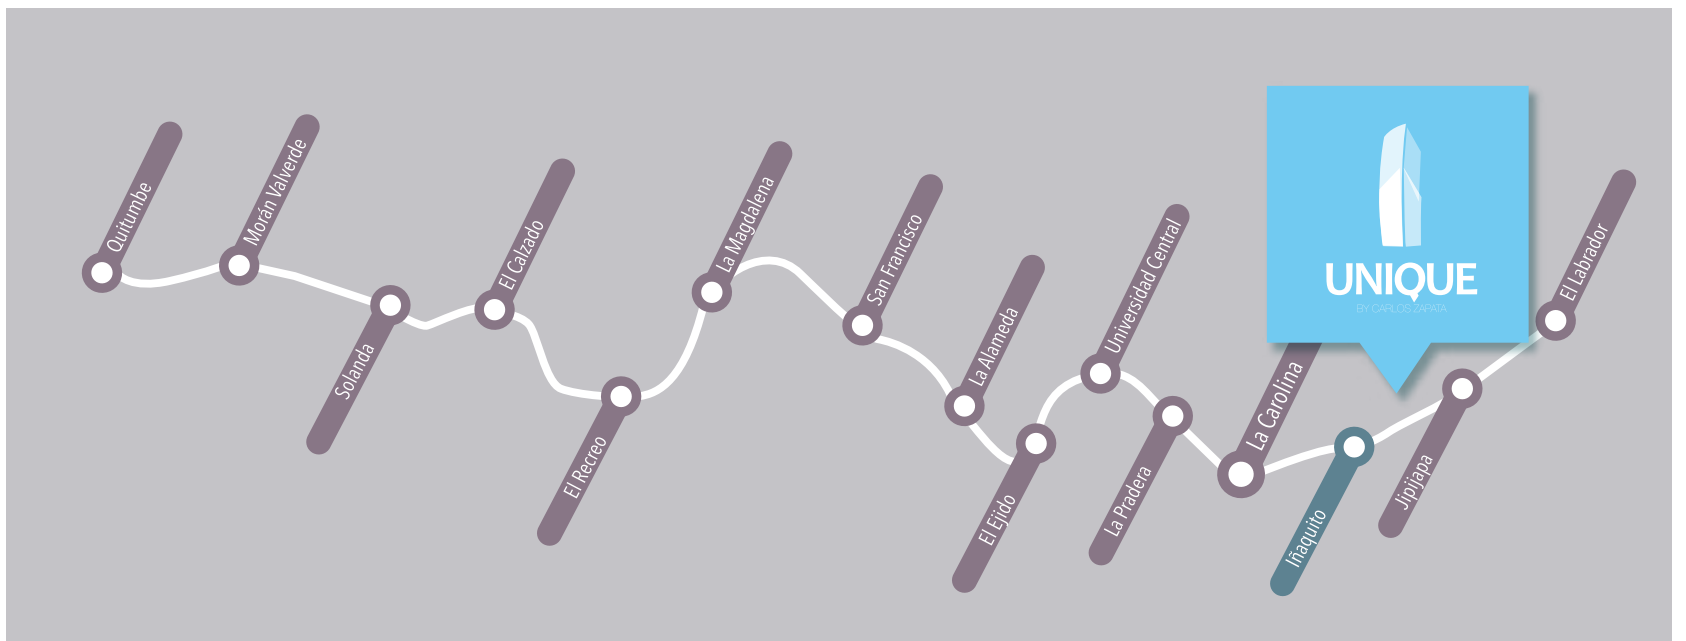 Quitumbe
Morán Valverde
Solanda
El Calzado
El Recreo
La Magdalena
San Francisco
La Alameda
El Ejido
Universidad Central
La Pradera
La Carolina
Iñaquito
Jipijapa
El Labrador
UNIQUE
BY CARLOS ZAPATA